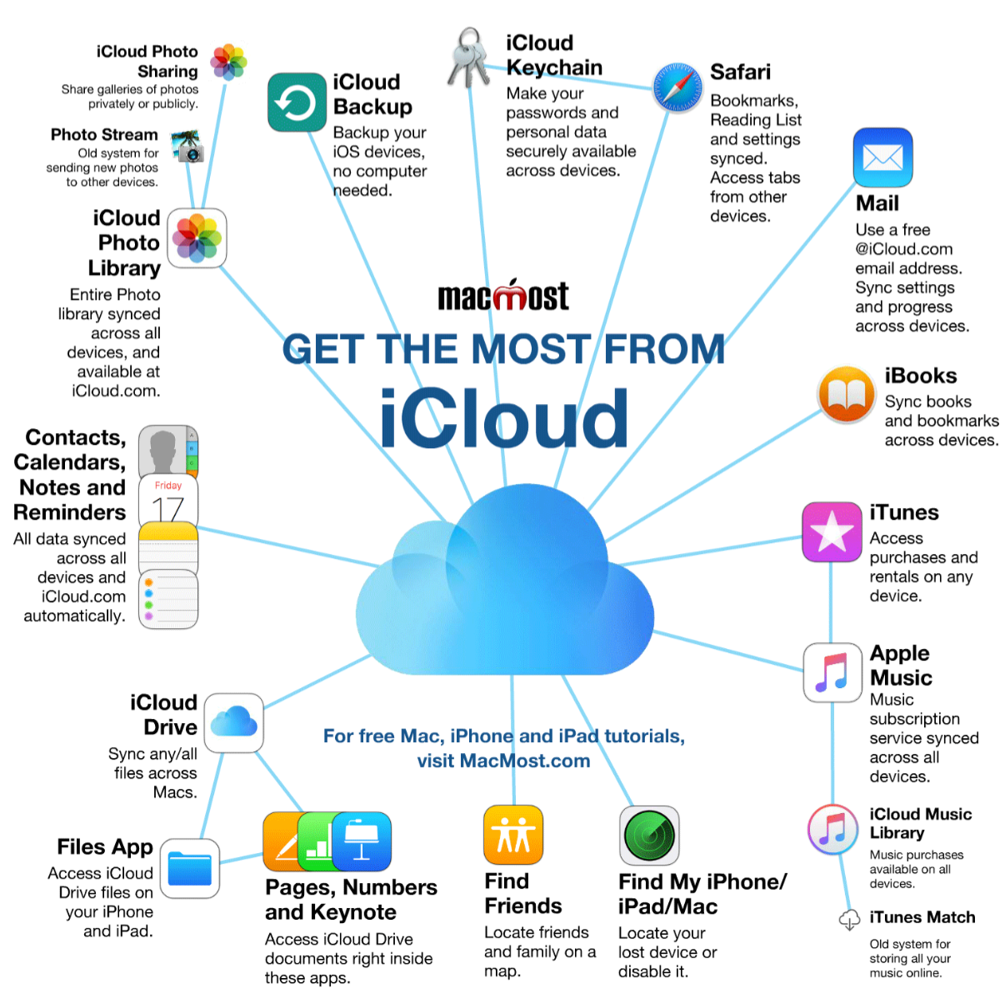 macmost
GET THE MOST FROM
iCloud
iCloud Photo
Sharing
Share galleries of photos
privately or publicly.
Photo Stream
Old system for
sending new photos
to other devices.
iCloud
Photo
Library
Entire Photo
library synced
across all
devices, and
available at
iCloud.com.
iCloud
Backup
Backup your
iOS devices,
no computer
needed.
iCloud
Keychain
Make your
passwords and
personal data
securely available
across devices.
Safari
Bookmarks,
Reading List
and settings
synced.
Access tabs
from other
devices.
Mail
Use a free
@iCloud.com
email address.
Sync settings
and progress
across devices.
iBooks
Sync books
and bookmarks
across devices.
Contacts,
Calendars,
Notes and
Reminders
All data synced
across all
devices and
iCloud.com
automatically.
A
B
C
Friday
17
iTunes
Access
purchases and
rentals on any
device.
Apple
Music
Music
subscription
service synced
across all
devices.
iCloud Music
Library
Music purchases
available on all
devices.
iTunes Match
Old system for
storing all your
music online.
iCloud
Drive
Sync any/all
files across
Macs.
For free Mac, iPhone and iPad tutorials,
visit MacMost.com
Files App
Access iCloud
Drive files on
your iPhone
and iPad.
Pages, Numbers
and Keynote
Access iCloud Drive
documents right inside
these apps.
Find
Friends
Locate friends
and family on a
map.
Find My iPhone/
iPad/Mac
Locate your
lost device or
disable it.